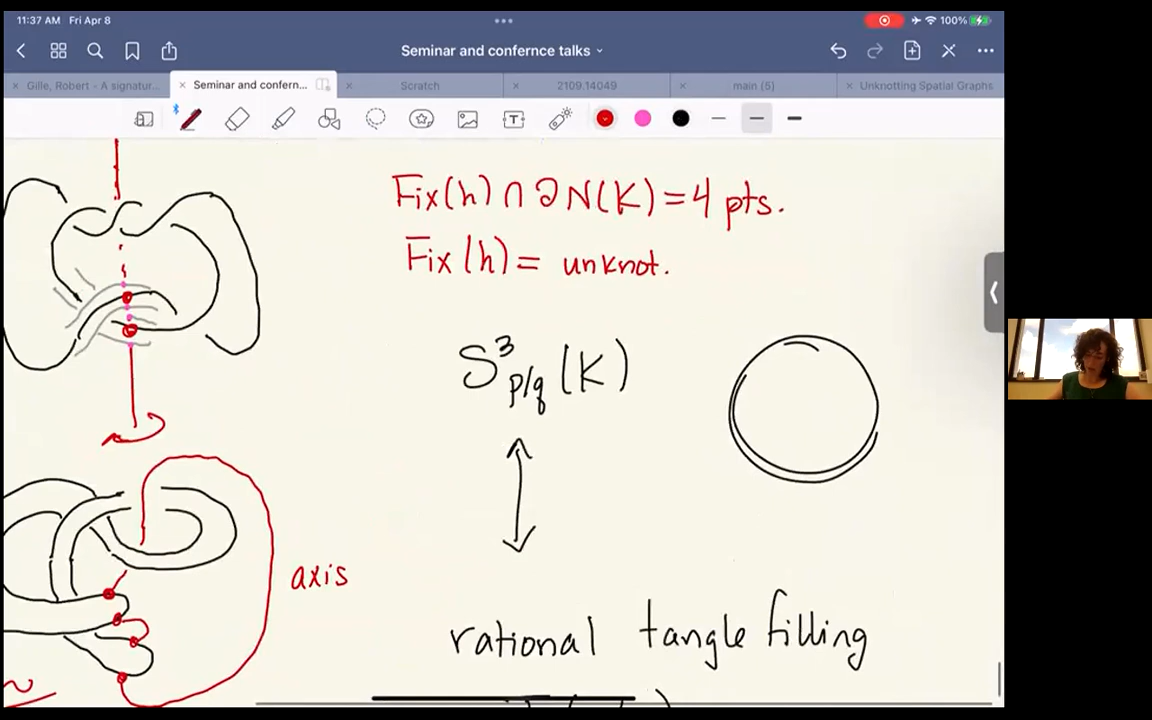 11:37 AM Fri Apr 8
100%
Seminar and confernce talks
Gille, Robert - A signatur...
Seminar and confern...
Scratch
2109.14049
main (5)
Unknotting Spatial Graphs
Fix(h) ∩ ∂N(K) = 4 pts.
Fix(h) = unknot.
S³p/q (K)
axis
rational tangle filling